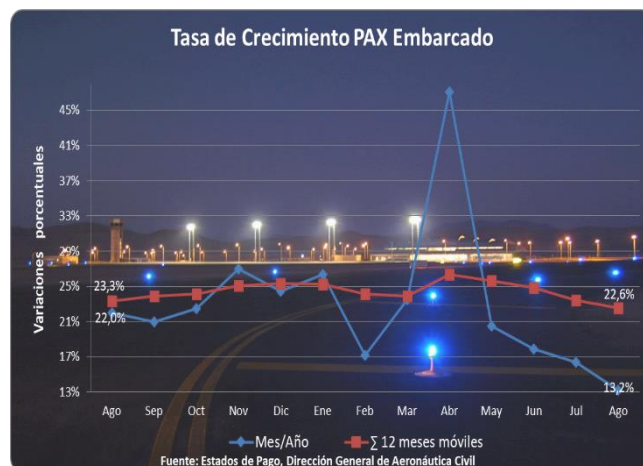 Tasa de Crecimiento PAX Embarcado
Variaciones porcentuales
45%
41%
37%
33%
29%
25%
21%
17%
13%
23,3%
22,0%
22,6%
13,2%
Ago Sep Oct Nov Dic Ene Feb Mar Abr May Jun Jul Ago
Mes/Año ∑ 12 meses móviles
Fuente: Estados de Pago, Dirección General de Aeronáutica Civil